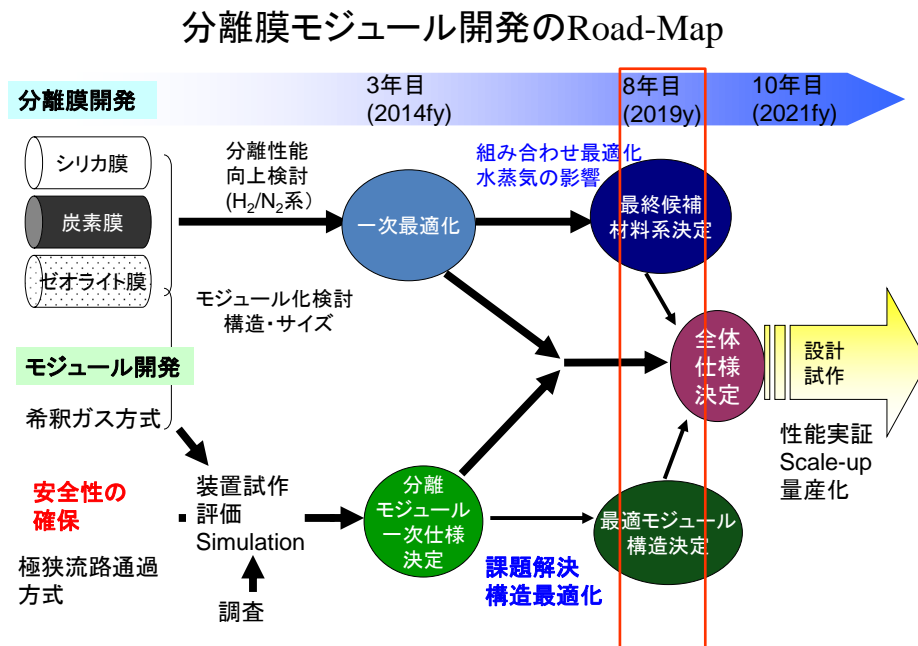 分離膜モジュール開発のRoad-Map
分離膜開発
3年目
(2014fy)
8年目
(2019y)
10年目
(2021fy)
シリカ膜
炭素膜
ゼオライト膜
分離性能
向上検討
(H₂/N₂系)
一次最適化
組み合わせ最適化
水蒸気の影響
最終候補
材料系決定
モジュール化検討
構造・サイズ
モジュール開発
希釈ガス方式
全体
仕様
決定
設計
試作
性能実証
Scale-up
量産化
安全性の
確保
極狭流路通過
方式
装置試作
評価
Simulation
調査
分離
モジュール
一次仕様
決定
課題解決
構造最適化
最適モジュール
構造決定